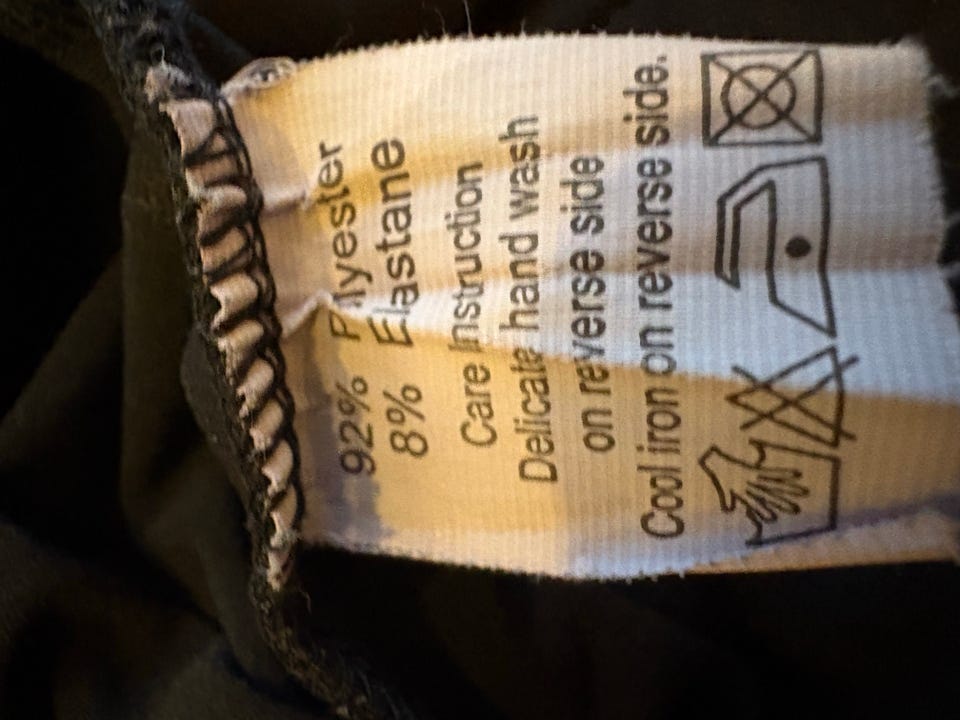 92% Polyester
8% Elastane
Care Instruction
Delicate hand wash
on reverse side
Cool iron on reverse side.